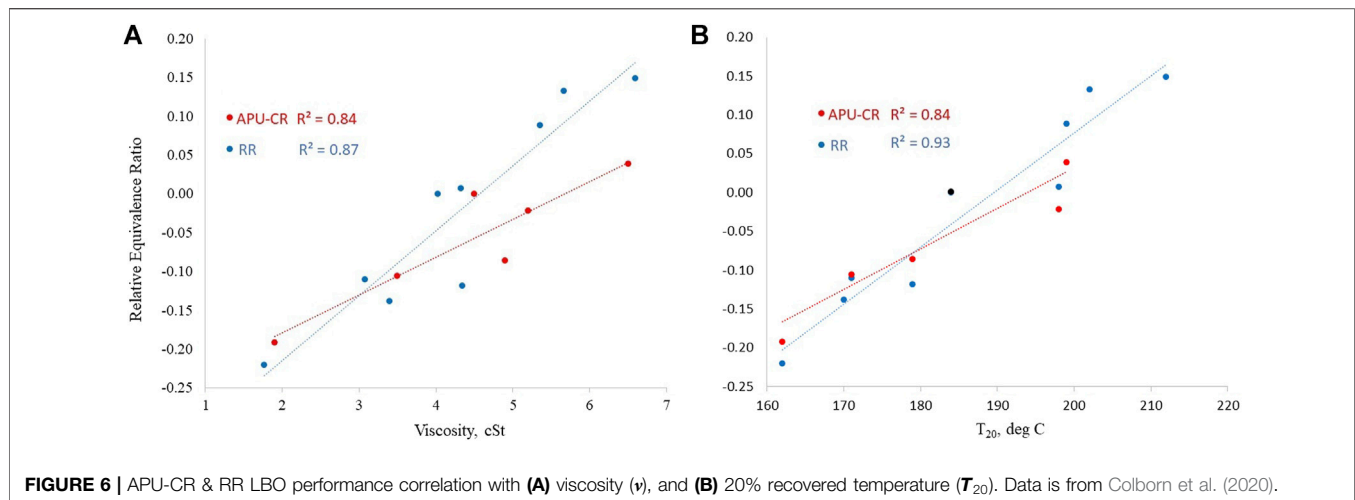 A
0.20
0.15
0.10
0.05
0.00
-0.05
-0.10
-0.15
-0.20
-0.25
Relative Equivalence Ratio
APU-CR R² = 0.84
RR R² = 0.87
1 2 3 4 5 6 7
Viscosity, cSt
B
0.20
0.15
0.10
0.05
0.00
-0.05
-0.10
-0.15
-0.20
-0.25
APU-CR R² = 0.84
RR R² = 0.93
160 170 180 190 200 210 220
T₂₀, deg C
FIGURE 6 | APU-CR & RR LBO performance correlation with (A) viscosity (ν), and (B) 20% recovered temperature (T₂₀). Data is from Colborn et al. (2020).